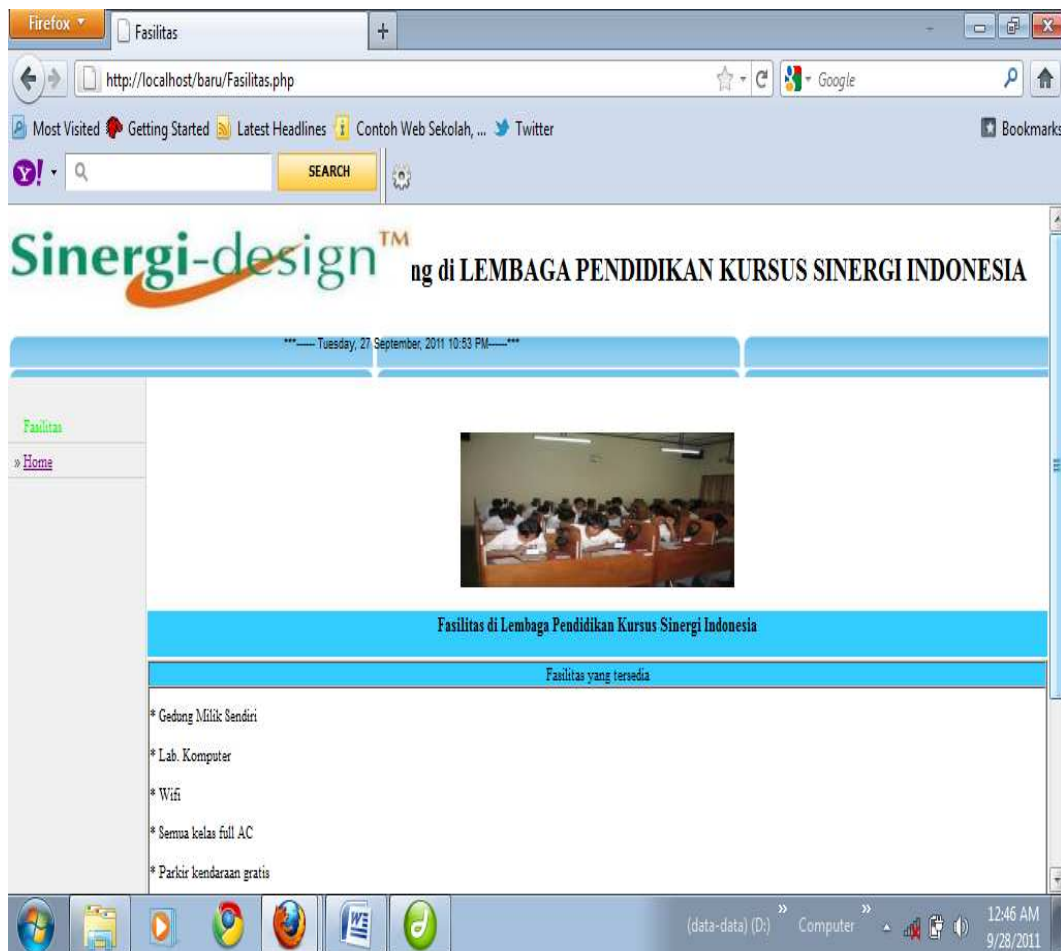 Firefox
Fasilitas
http://localhost/baru/Fasilitas.php
Google
Most Visited Getting Started Latest Headlines Contoh Web Sekolah, ... Twitter Bookmarks
Y! SEARCH
Sinergi-design™
ng di LEMBAGA PENDIDIKAN KURSUS SINERGI INDONESIA
***------ Tuesday, 27 September, 2011 10:53 PM------***
Fasilitas
» Home
Fasilitas di Lembaga Pendidikan Kursus Sinergi Indonesia
Fasilitas yang tersedia
* Gedung Milik Sendiri
* Lab. Komputer
* Wifi
* Semua kelas full AC
* Parkir kendaraan gratis
(data-data) (D:) » Computer » 12:46 AM
9/28/2011